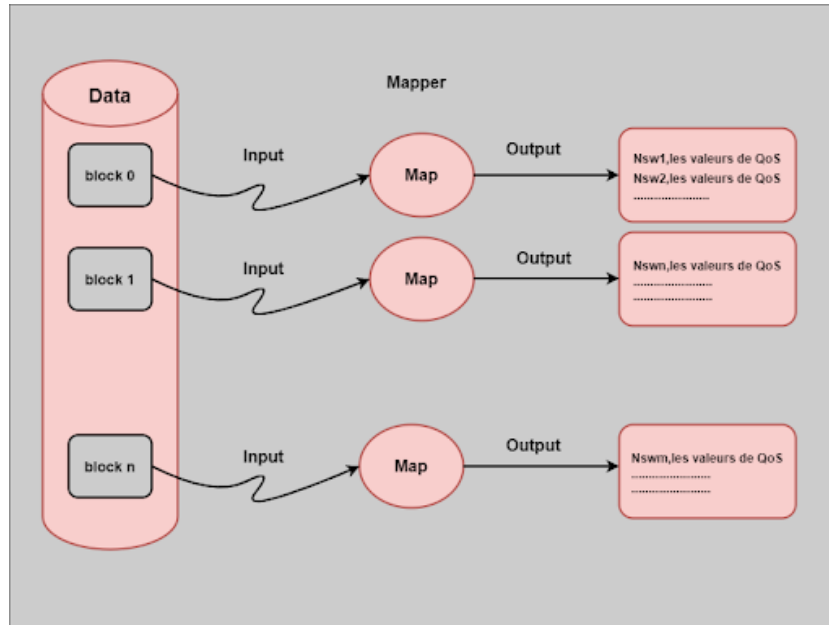 Mapper
Data
block 0
Input
Map
Output
Nsw1,les valeurs de QoS
Nsw2,les valeurs de QoS
...........................
block 1
Input
Map
Output
Nswn,les valeurs de QoS
............................
............................
block n
Input
Map
Output
Nswm,les valeurs de QoS
............................
............................